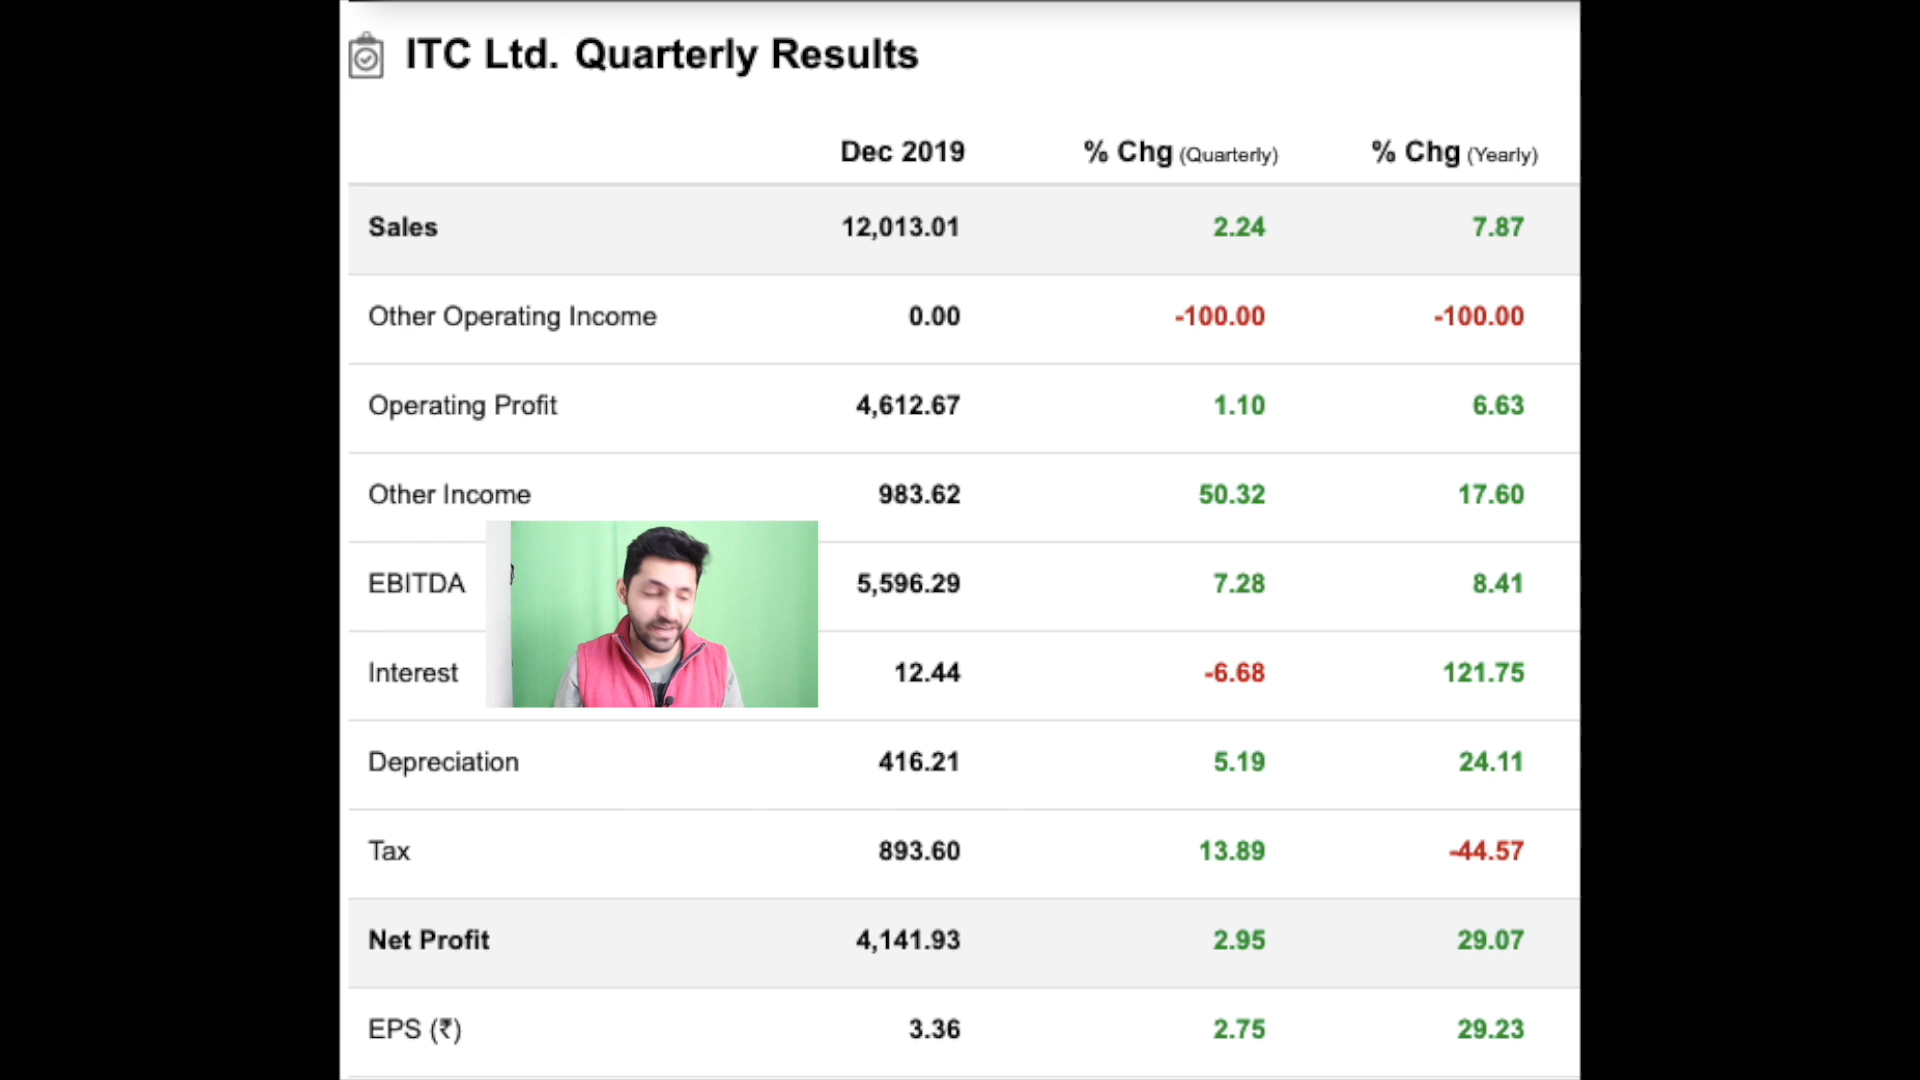 ITC Ltd. Quarterly Results
Dec 2019 % Chg (Quarterly) % Chg (Yearly)
Sales 12,013.01 2.24 7.87
Other Operating Income 0.00 -100.00 -100.00
Operating Profit 4,612.67 1.10 6.63
Other Income 983.62 50.32 17.60
EBITDA 5,596.29 7.28 8.41
Interest 12.44 -6.68 121.75
Depreciation 416.21 5.19 24.11
Tax 893.60 13.89 -44.57
Net Profit 4,141.93 2.95 29.07
EPS (₹) 3.36 2.75 29.23